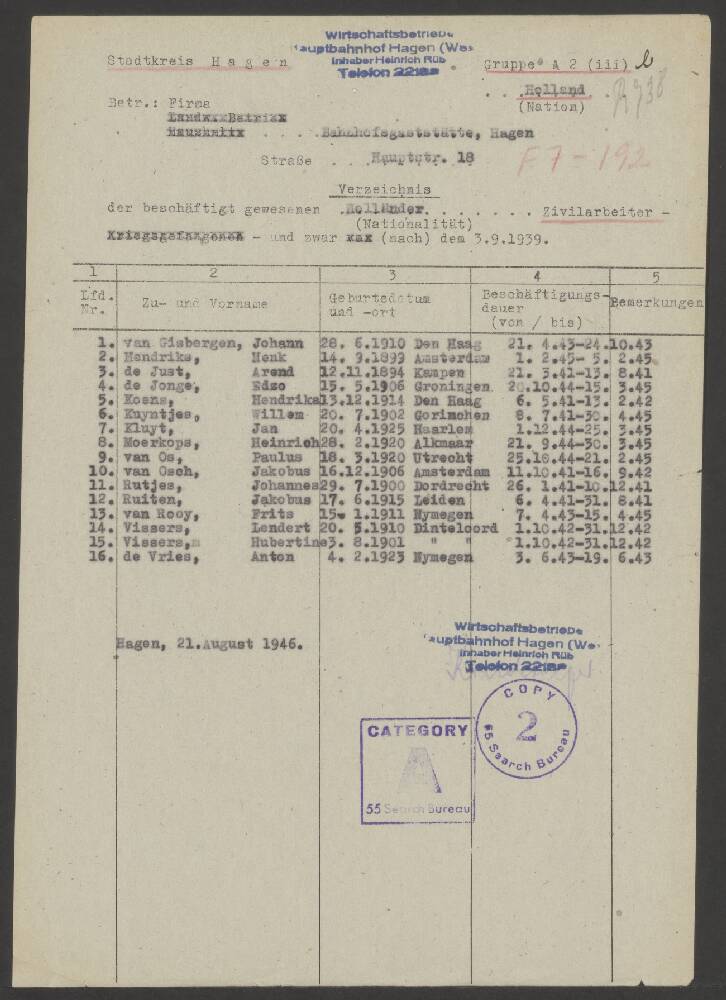 Wirtschaftsbetriebe
Hauptbahnhof Hagen (Wes
Inhaber Heinrich Rüb
Telefon 221
Stadtkreis Hagen
Gruppe A 2 (iii) b
Holland
(Nation)
R 738
Betr.: Firma
Bahnhofsgaststätte, Hagen
Straße Hauptstr. 18
F 7 - 192
Verzeichnis
der beschäftigt gewesenen Holländer Zivilarbeiter -
(Nationalität)
Kriegsgefangenen - und zwar (nach) dem 3.9.1939.
1 2 3 4 5
Lfd. Nr. Zu- und Vorname Geburtsdatum und -ort Beschäftigungsdauer (von / bis) Bemerkungen
1. van Gisbergen, Johann 28. 6.1910 Den Haag 21. 4.43-24.10.43
2. Hendriks, Henk 14. 9.1899 Amsterdam 1. 2.45- 5. 2.45
3. de Just, Arend 12.11.1894 Kampen 21. 3.41-13. 8.41
4. de Jonge, Edzo 15. 5.1906 Groningen 20.10.44-15. 3.45
5. Koens, Hendrika 13.12.1914 Den Haag 6. 5.41-13. 2.42
6. Kuyntjes, Willem 20. 7.1902 Gorinchen 8. 7.41-30. 4.45
7. Kluyt, Jan 20. 4.1925 Haarlem 1.12.44-25. 3.45
8. Moerkops, Heinrich 28. 2.1920 Alkmaar 21. 9.44-30. 3.45
9. van Os, Paulus 18. 3.1920 Utrecht 25.10.44-21. 2.45
10. van Osch, Jakobus 16.12.1906 Amsterdam 11.10.41-16. 9.42
11. Rutjes, Johannes 29. 7.1900 Dordrecht 26. 1.41-10.12.41
12. Ruiten, Jakobus 17. 6.1915 Leiden 6. 4.41-31. 8.41
13. van Rooy, Frits 15. 1.1911 Nymegen 7. 4.43-15. 4.45
14. Vissers, Lendert 20. 5.1910 Dinteloord 1.10.42-31.12.42
15. Vissers, Hubertine 3. 8.1901 " " 1.10.42-31.12.42
16. de Vries, Anton 4. 2.1923 Nymegen 3. 6.43-19. 6.43
Hagen, 21.August 1946.
Wirtschaftsbetriebe
Hauptbahnhof Hagen (We
Inhaber Heinrich Rüb
Telefon 221
COPY
2
55 Search Bureau
CATEGORY
A
55 Search Bureau